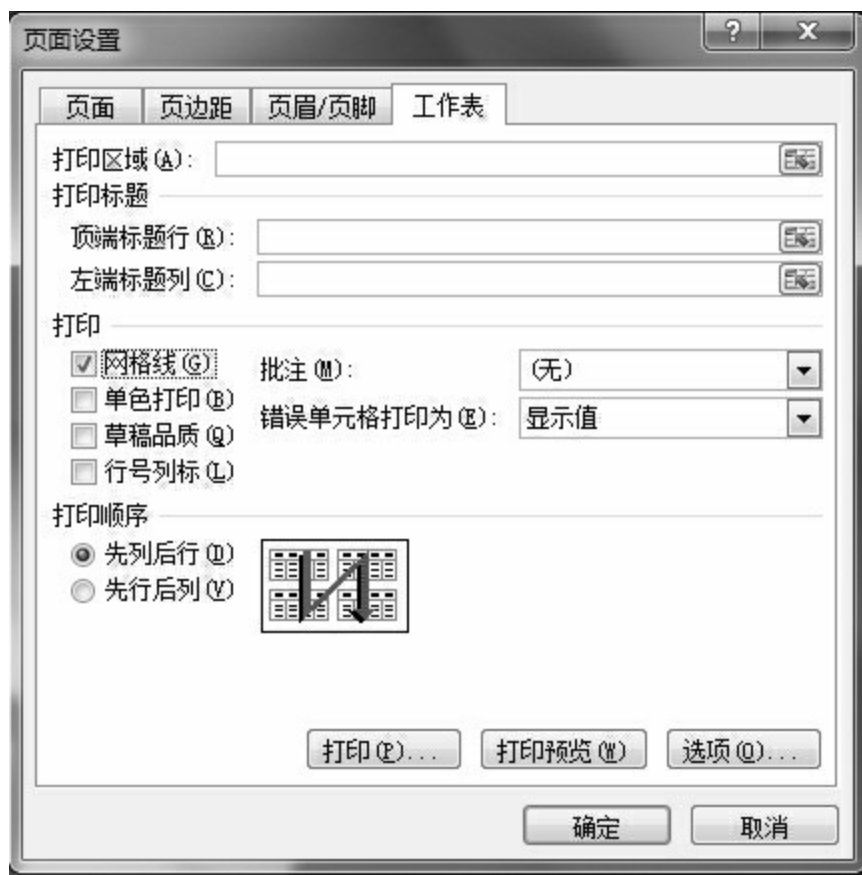 页面设置
页面 页边距 页眉/页脚 工作表
打印区域(A):
打印标题
顶端标题行(R):
左端标题列(C):
打印
网格线(G) 批注(M): (无)
单色打印(B)
草稿品质(Q) 错误单元格打印为(E): 显示值
行号列标(L)
打印顺序
先列后行(D)
先行后列(V)
打印(P)... 打印预览(W) 选项(O)...
确定 取消